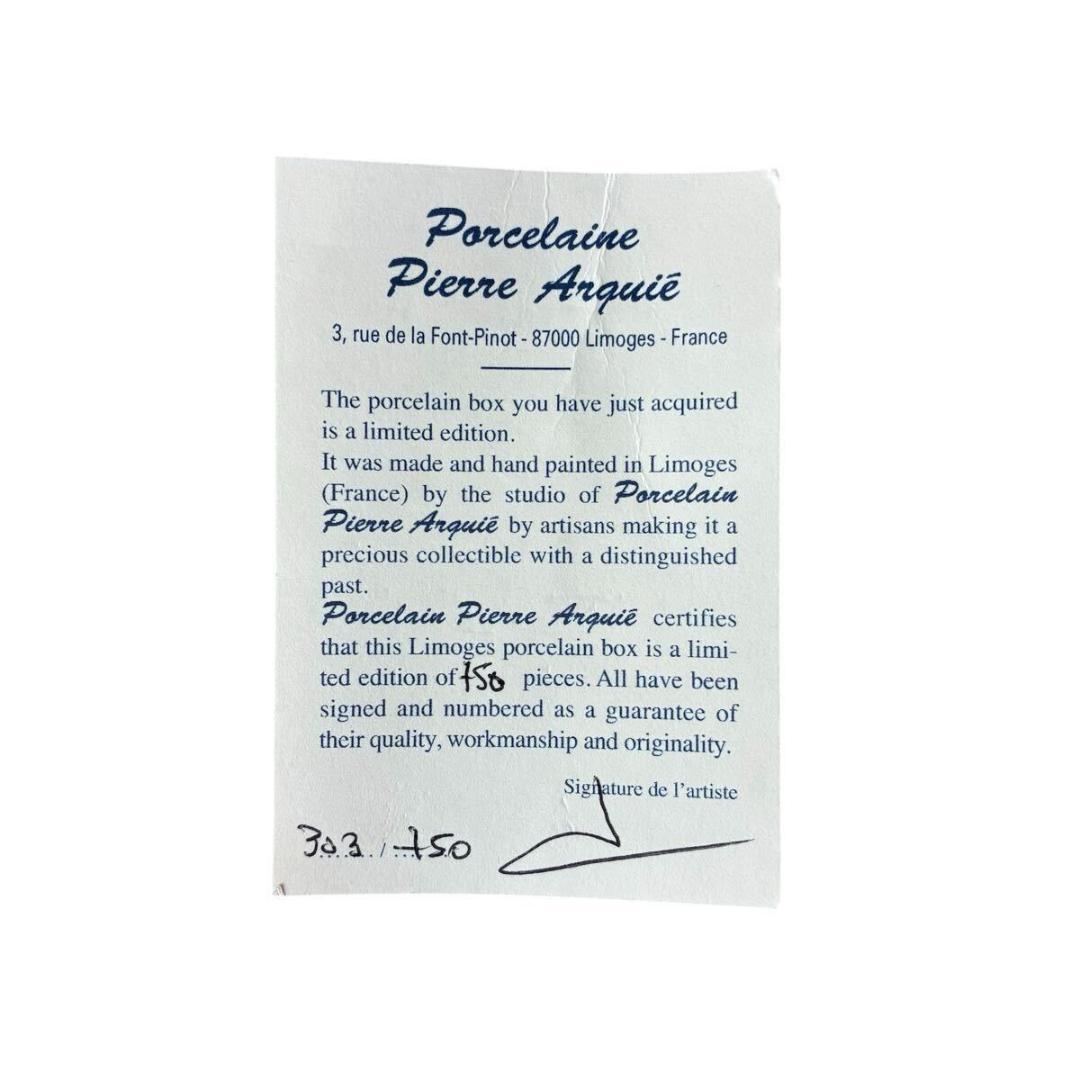 Porcelaine
Pierre Arquié
3, rue de la Font-Pinot - 87000 Limoges - France
The porcelain box you have just acquired
is a limited edition.
It was made and hand painted in Limoges
(France) by the studio of Porcelain
Pierre Arquié by artisans making it a
precious collectible with a distinguished
past.
Porcelain Pierre Arquié certifies
that this Limoges porcelain box is a limi-
ted edition of 750 pieces. All have been
signed and numbered as a guarantee of
their quality, workmanship and originality.
Signature de l'artiste
303 / 750